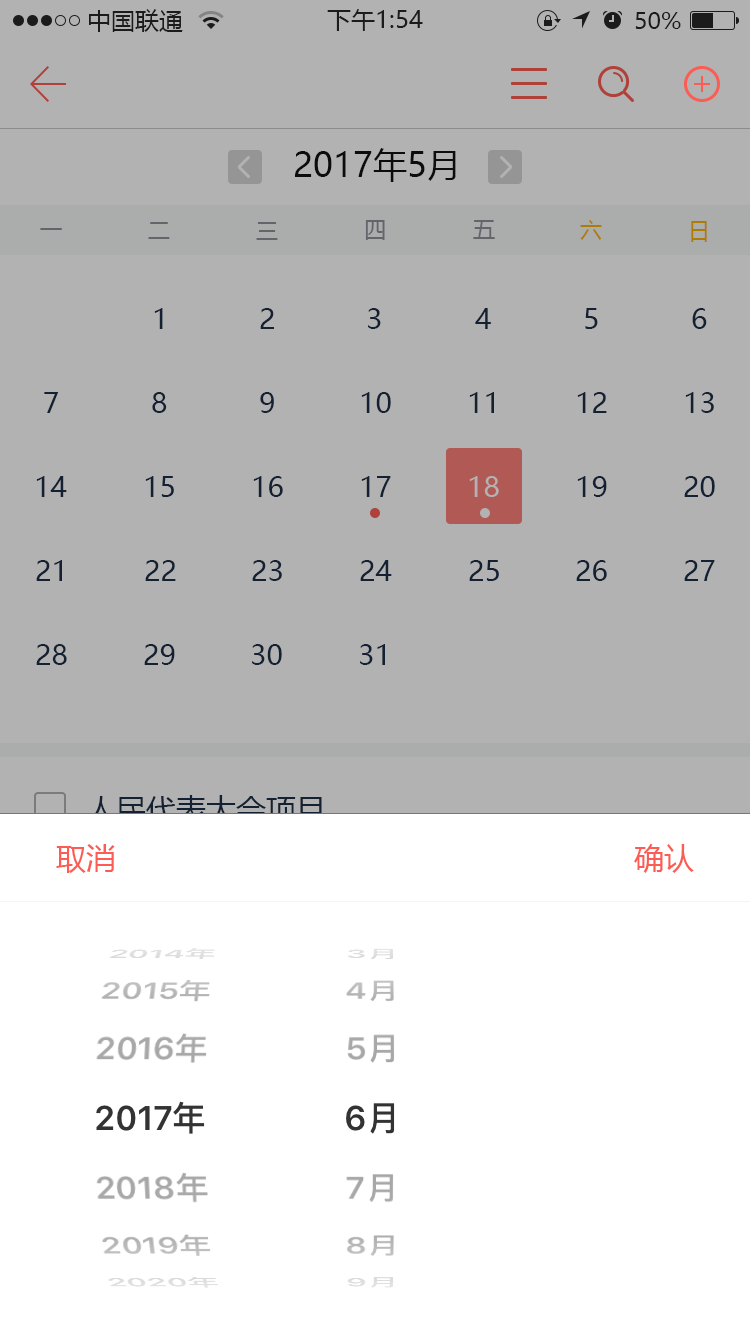 中国联通 下午1:54 50%
2017年5月
一 二 三 四 五 六 日
1 2 3 4 5 6
7 8 9 10 11 12 13
14 15 16 17 18 19 20
21 22 23 24 25 26 27
28 29 30 31
人民代表大会项目
取消 确认
2014年 3月
2015年 4月
2016年 5月
2017年 6月
2018年 7月
2019年 8月
2020年 9月